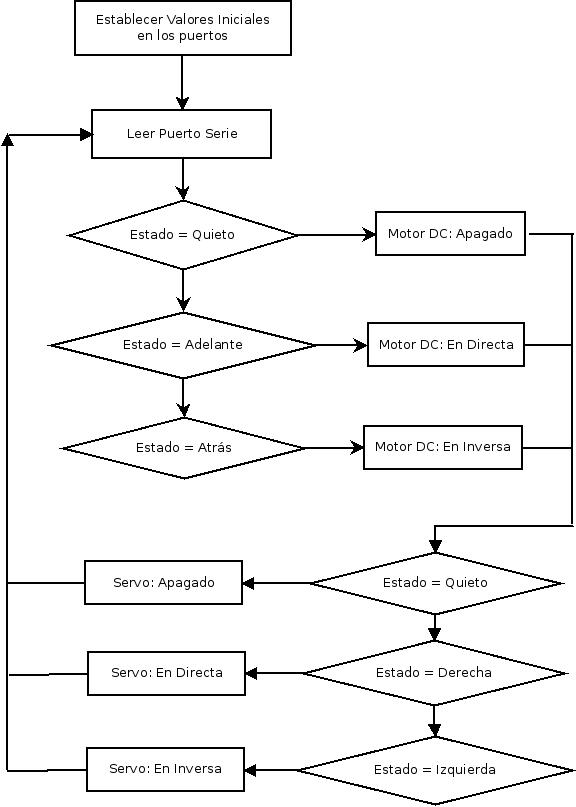 Establecer Valores Iniciales
en los puertos
Leer Puerto Serie
Estado = Quieto
Motor DC: Apagado
Estado = Adelante
Motor DC: En Directa
Estado = Atrás
Motor DC: En Inversa
Servo: Apagado
Estado = Quieto
Servo: En Directa
Estado = Derecha
Servo: En Inversa
Estado = Izquierda